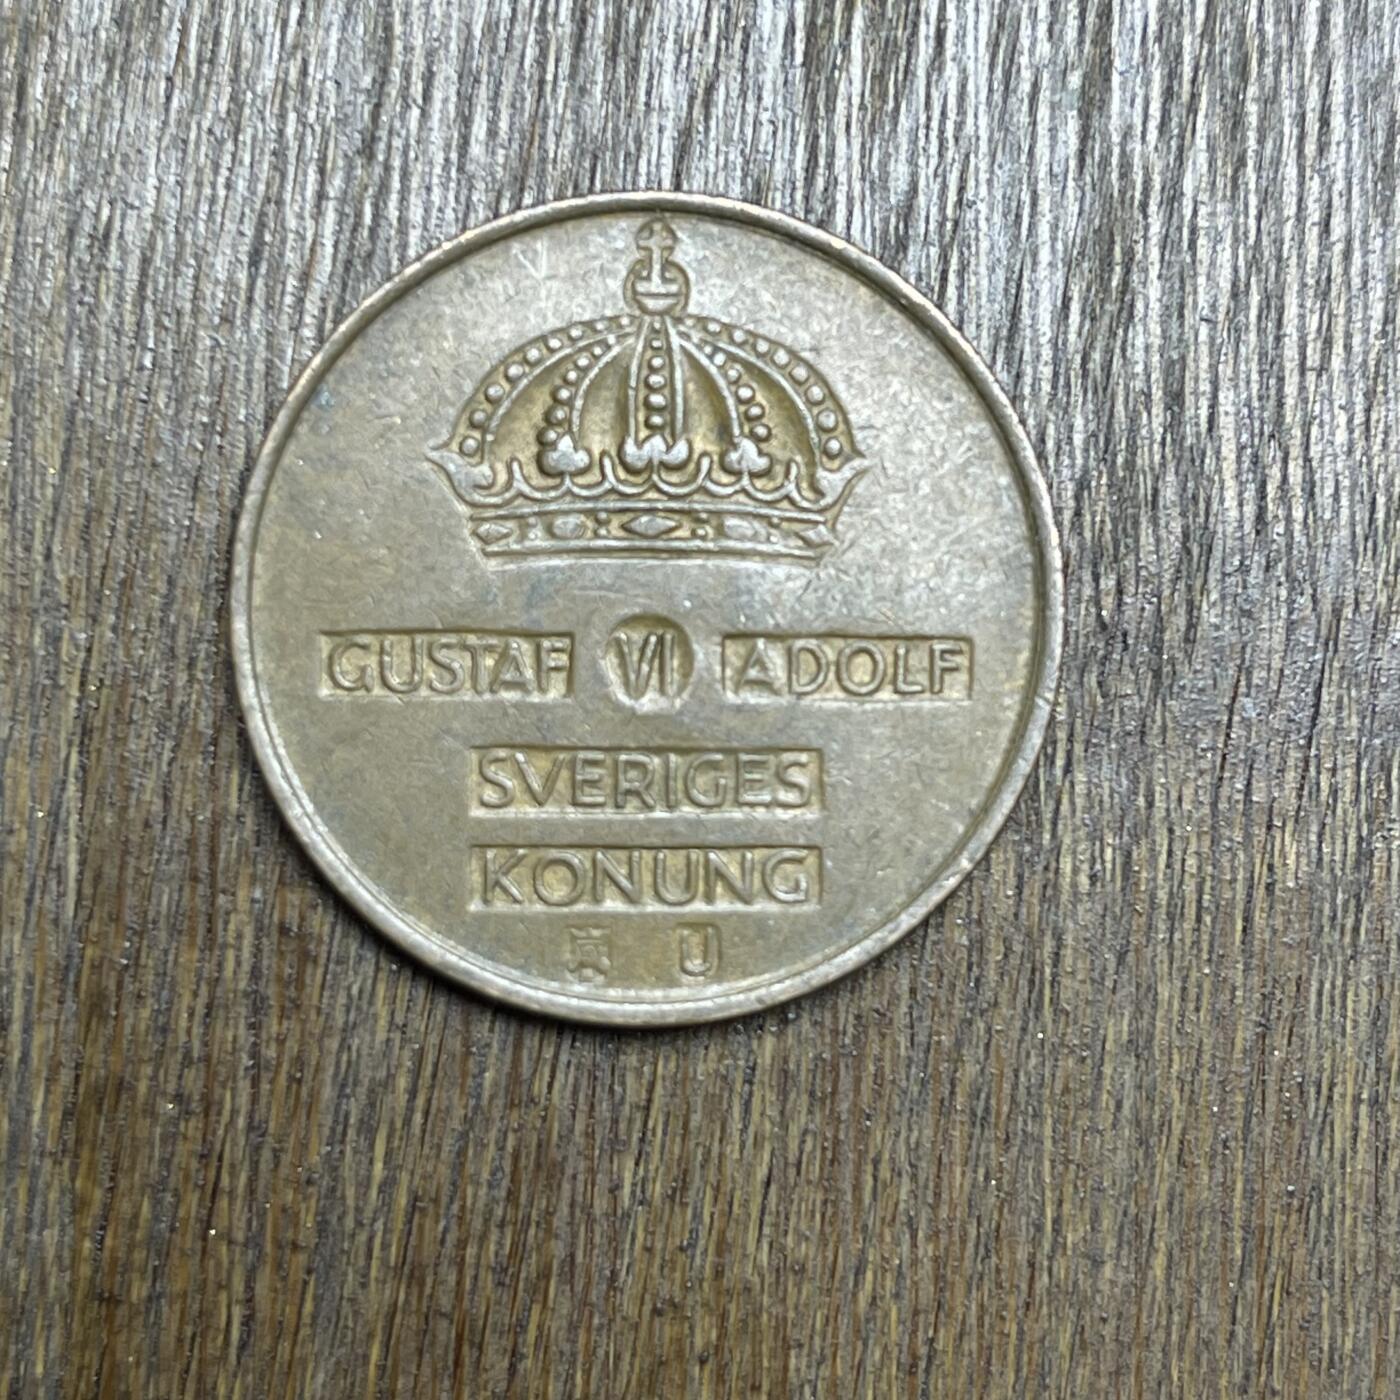 GUSTAF VI ADOLF
SVERIGES
KONUNG
U